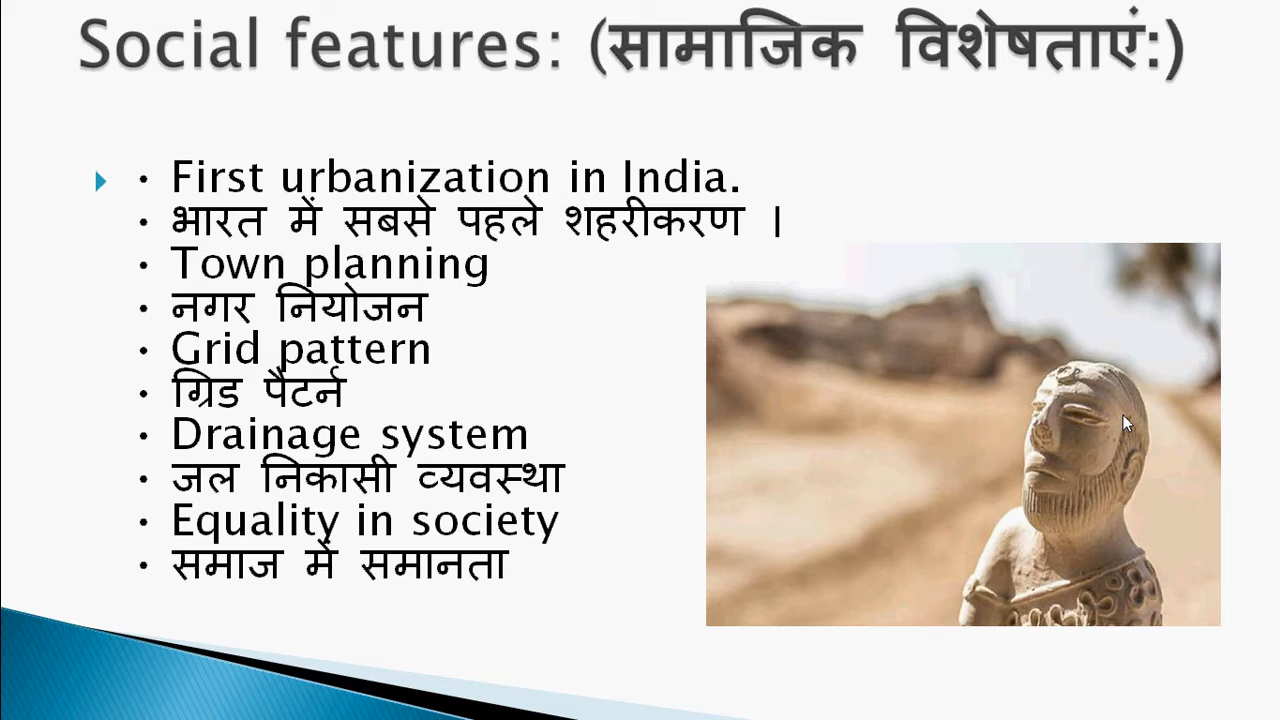 Social features: (सामाजिक विशेषताएं:)
• First urbanization in India.
• भारत में सबसे पहले शहरीकरण ।
• Town planning
• नगर नियोजन
• Grid pattern
• ग्रिड पैटर्न
• Drainage system
• जल निकासी व्यवस्था
• Equality in society
• समाज में समानता